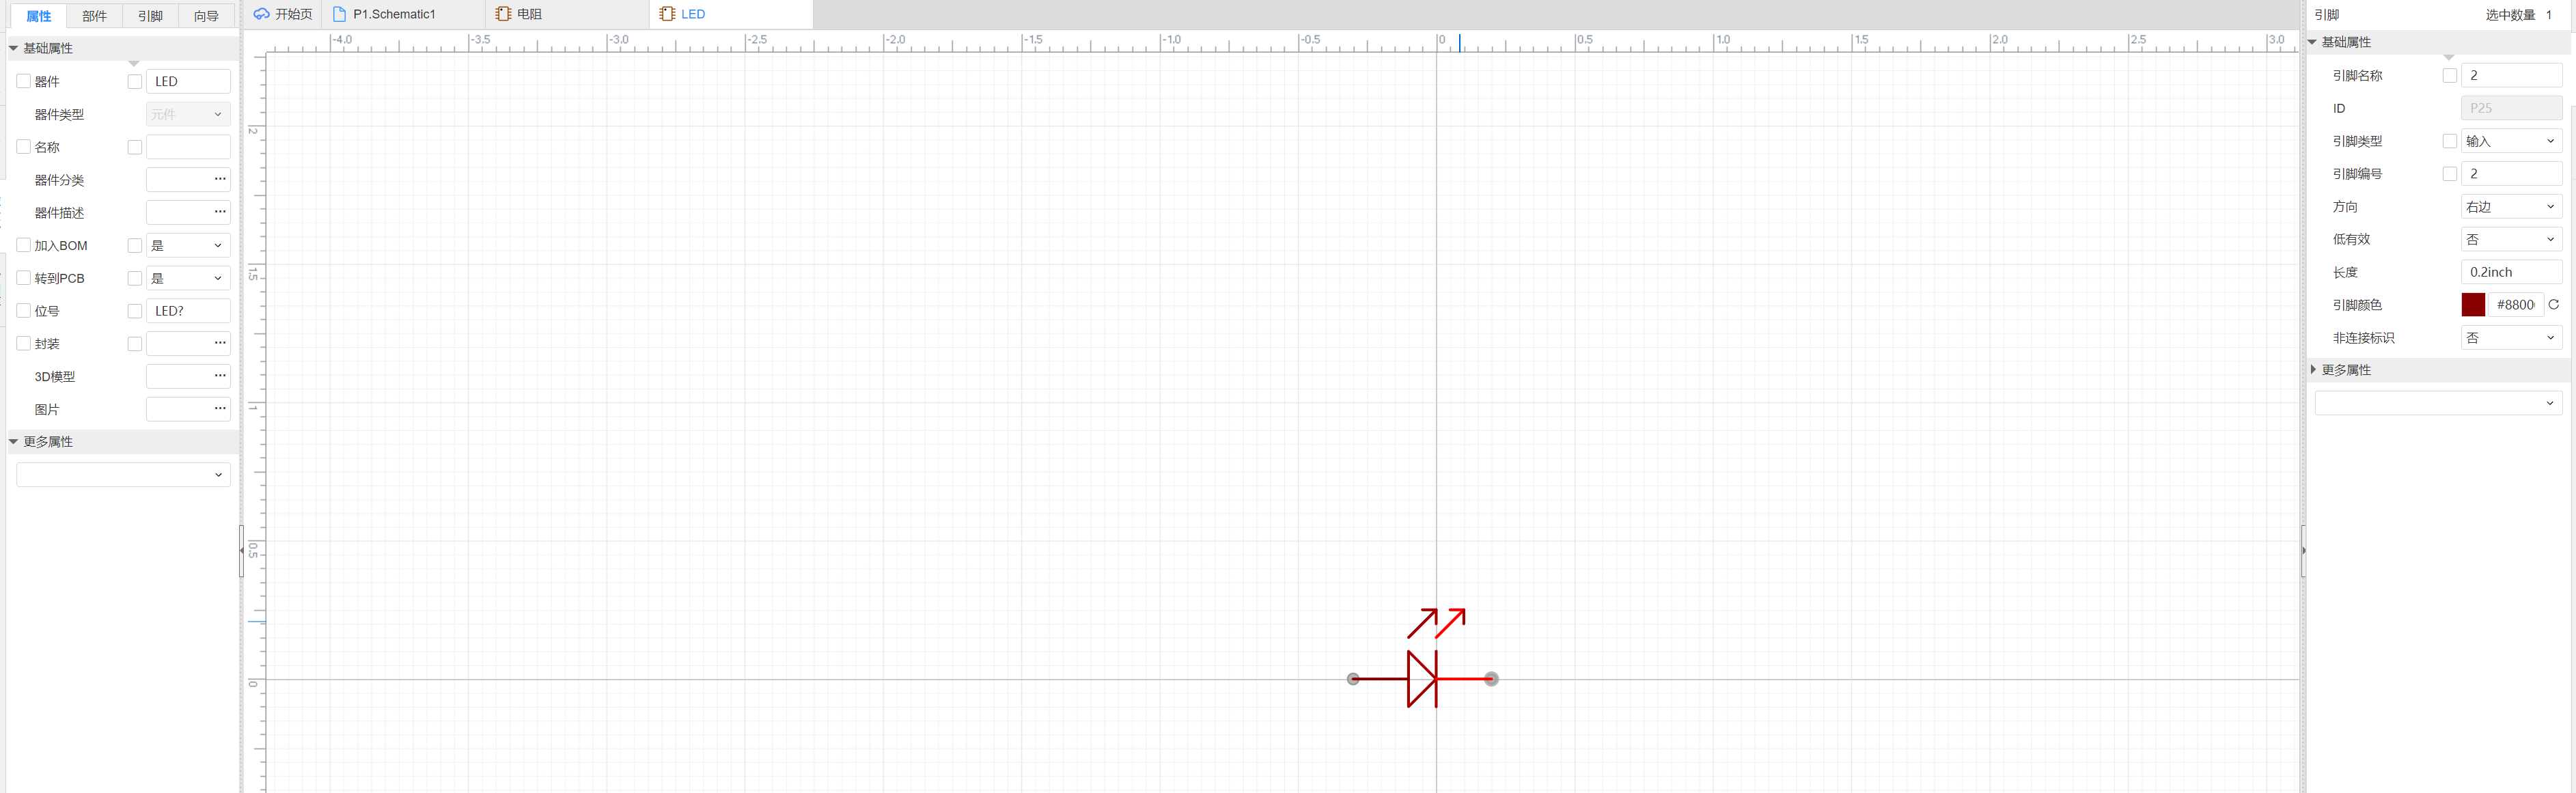 属性 部件 引脚 向导
基础属性
器件 LED
器件类型 元件
名称
器件分类 ...
器件描述 ...
加入BOM 是
转到PCB 是
位号 LED?
封装 ...
3D模型 ...
图片 ...
更多属性
开始页 P1.Schematic1 电阻 LED
-4.0 -3.5 -3.0 -2.5 -2.0 -1.5 -1.0 -0.5 0 0.5 1.0 1.5 2.0 2.5 3.0
2
1.5
1
0.5
0
引脚 选中数量 1
基础属性
引脚名称 2
ID P25
引脚类型 输入
引脚编号 2
方向 右边
低有效 否
长度 0.2inch
引脚颜色 #8800
非连接标识 否
更多属性